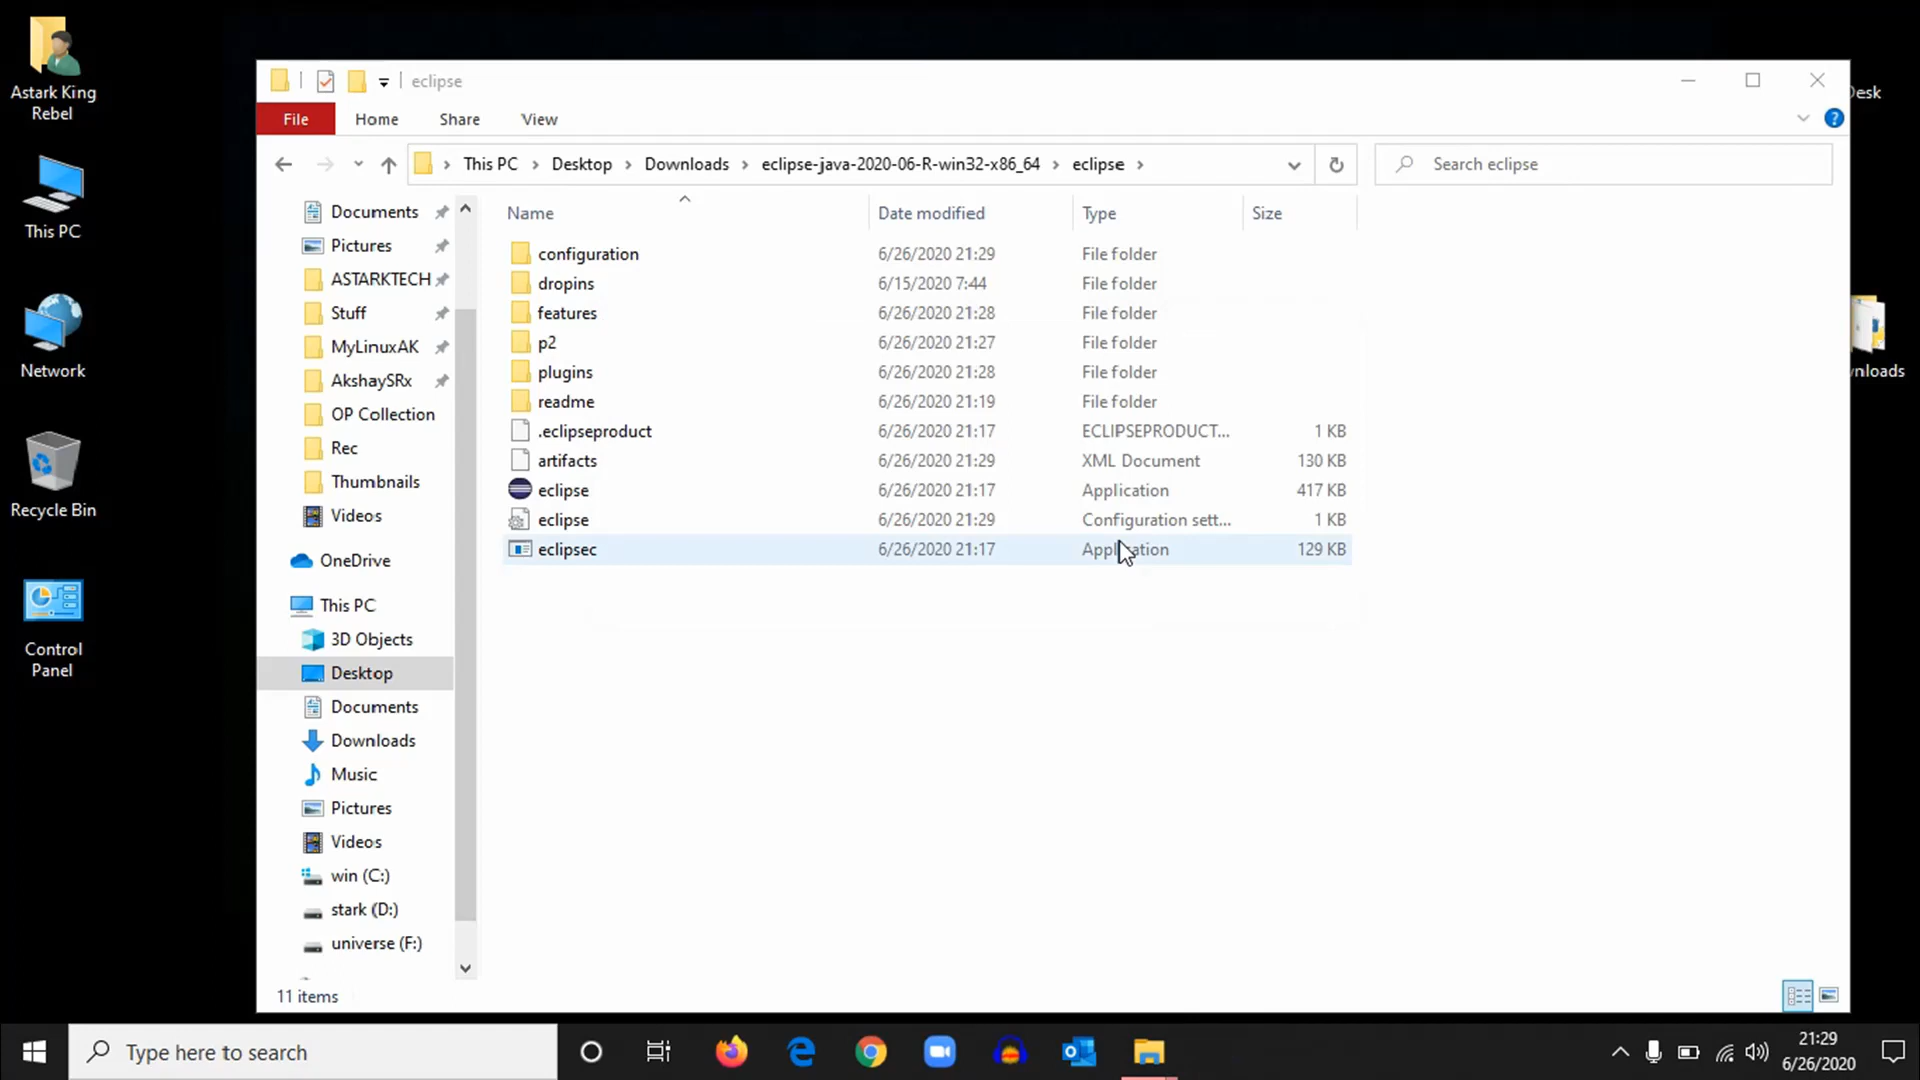 Astark King
Rebel
This PC
Network
Recycle Bin
Control
Panel
eclipse
File Home Share View
This PC Desktop Downloads eclipse-java-2020-06-R-win32-x86_64 eclipse
Search eclipse
Documents
Pictures
ASTARKTECH
Stuff
MyLinuxAK
AkshaySRx
OP Collection
Rec
Thumbnails
Videos
OneDrive
This PC
3D Objects
Desktop
Documents
Downloads
Music
Pictures
Videos
win (C:)
stark (D:)
universe (F:)
Name Date modified Type Size
configuration 6/26/2020 21:29 File folder
dropins 6/15/2020 7:44 File folder
features 6/26/2020 21:28 File folder
p2 6/26/2020 21:27 File folder
plugins 6/26/2020 21:28 File folder
readme 6/26/2020 21:19 File folder
.eclipseproduct 6/26/2020 21:17 ECLIPSEPRODUCT... 1 KB
artifacts 6/26/2020 21:29 XML Document 130 KB
eclipse 6/26/2020 21:17 Application 417 KB
eclipse 6/26/2020 21:29 Configuration sett... 1 KB
eclipsec 6/26/2020 21:17 Application 129 KB
11 items
Desk
nloads
Type here to search
21:29
6/26/2020